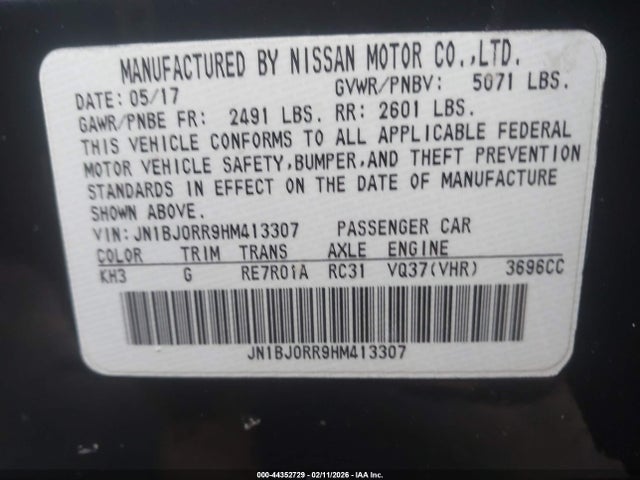 MANUFACTURED BY NISSAN MOTOR CO.,LTD.
DATE: 05/17 GVWR/PNBV: 5071 LBS.
GAWR/PNBE FR: 2491 LBS. RR: 2601 LBS.
THIS VEHICLE CONFORMS TO ALL APPLICABLE FEDERAL
MOTOR VEHICLE SAFETY,BUMPER,AND THEFT PREVENTION
STANDARDS IN EFFECT ON THE DATE OF MANUFACTURE
SHOWN ABOVE.
VIN: JN1BJ0RR9HM413307 PASSENGER CAR
COLOR TRIM TRANS AXLE ENGINE
KH3 G RE7R01A RC31 VQ37(VHR) 3696CC
JN1BJ0RR9HM413307
000-44352729 - 02/11/2026 - IAA Inc.